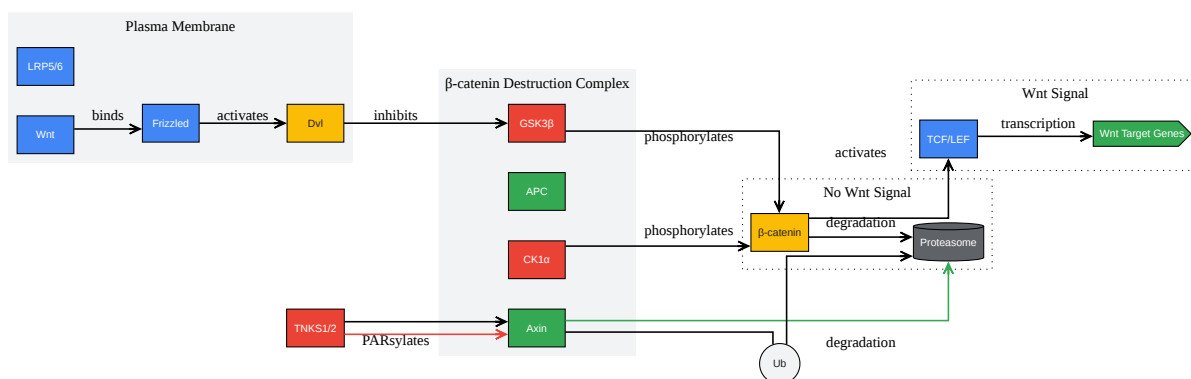 Plasma Membrane
LRP5/6
Wnt
binds
Frizzled
activates
Dvl
inhibits
β-catenin Destruction Complex
GSK3β
APC
CK1α
Axin
TNKS1/2
PARsylates
phosphorylates
phosphorylates
No Wnt Signal
β-catenin
degradation
Proteasome
activates
Wnt Signal
TCF/LEF
transcription
Wnt Target Genes
Ub
degradation